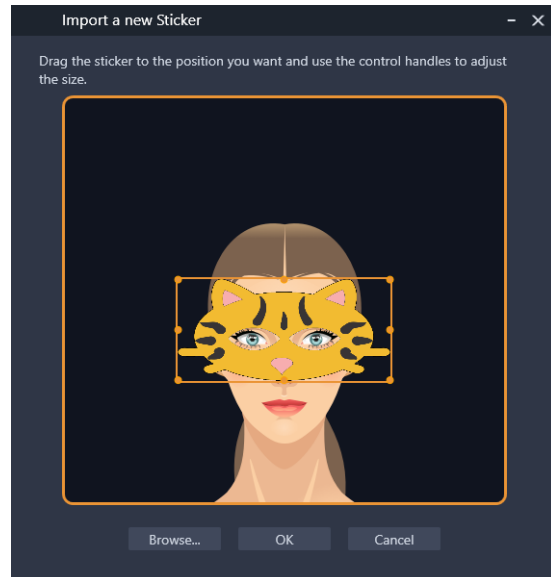 Import a new Sticker
Drag the sticker to the position you want and use the control handles to adjust
the size.
Browse...
OK
Cancel